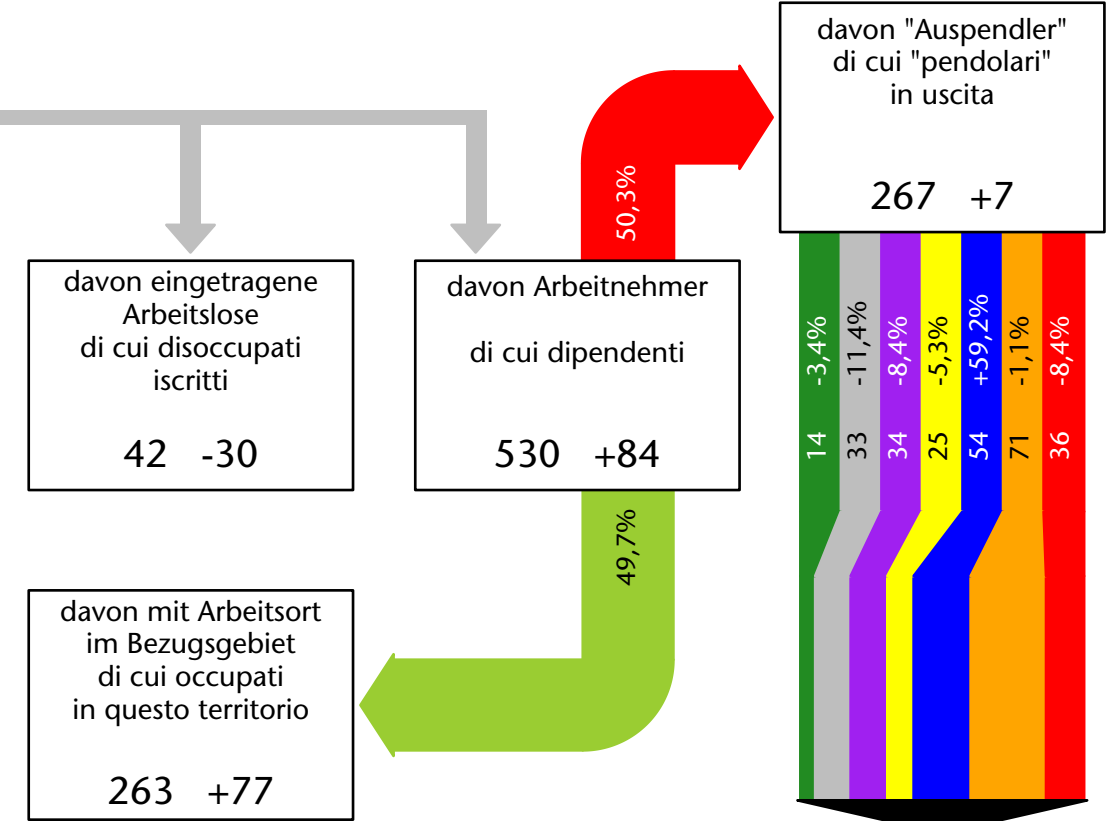 davon "Auspendler"
di cui "pendolari"
in uscita
267 +7
50,3%
davon eingetragene
Arbeitslose
di cui disoccupati
iscritti
42 -30
davon Arbeitnehmer
di cui dipendenti
530 +84
14 -3,4%
33 -11,4%
34 -8,4%
25 -5,3%
54 +59,2%
71 -1,1%
36 -8,4%
49,7%
davon mit Arbeitsort
im Bezugsgebiet
di cui occupati
in questo territorio
263 +77